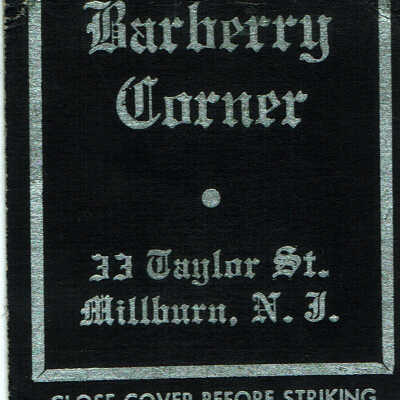 Barberry
Corner
33 Taylor St.
Millburn, N. J.
CLOSE COVER BEFORE STRIKING